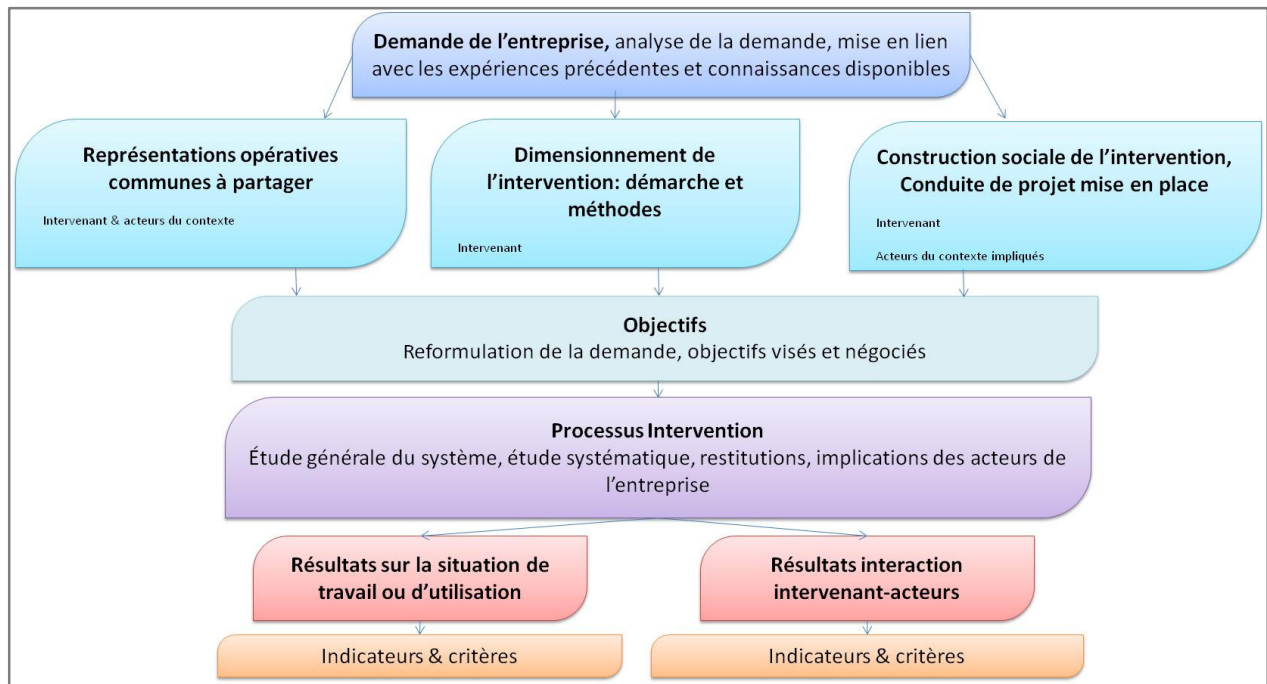 Demande de l’entreprise, analyse de la demande, mise en lien
avec les expériences précédentes et connaissances disponibles
Représentations opératives
communes à partager
Intervenant & acteurs du contexte
Dimensionnement de
l’intervention: démarche et
méthodes
Intervenant
Construction sociale de l’intervention,
Conduite de projet mise en place
Intervenant
Acteurs du contexte impliqués
Objectifs
Reformulation de la demande, objectifs visés et négociés
Processus Intervention
Étude générale du système, étude systématique, restitutions, implications des acteurs de
l’entreprise
Résultats sur la situation de
travail ou d’utilisation
Résultats interaction
intervenant-acteurs
Indicateurs & critères
Indicateurs & critères